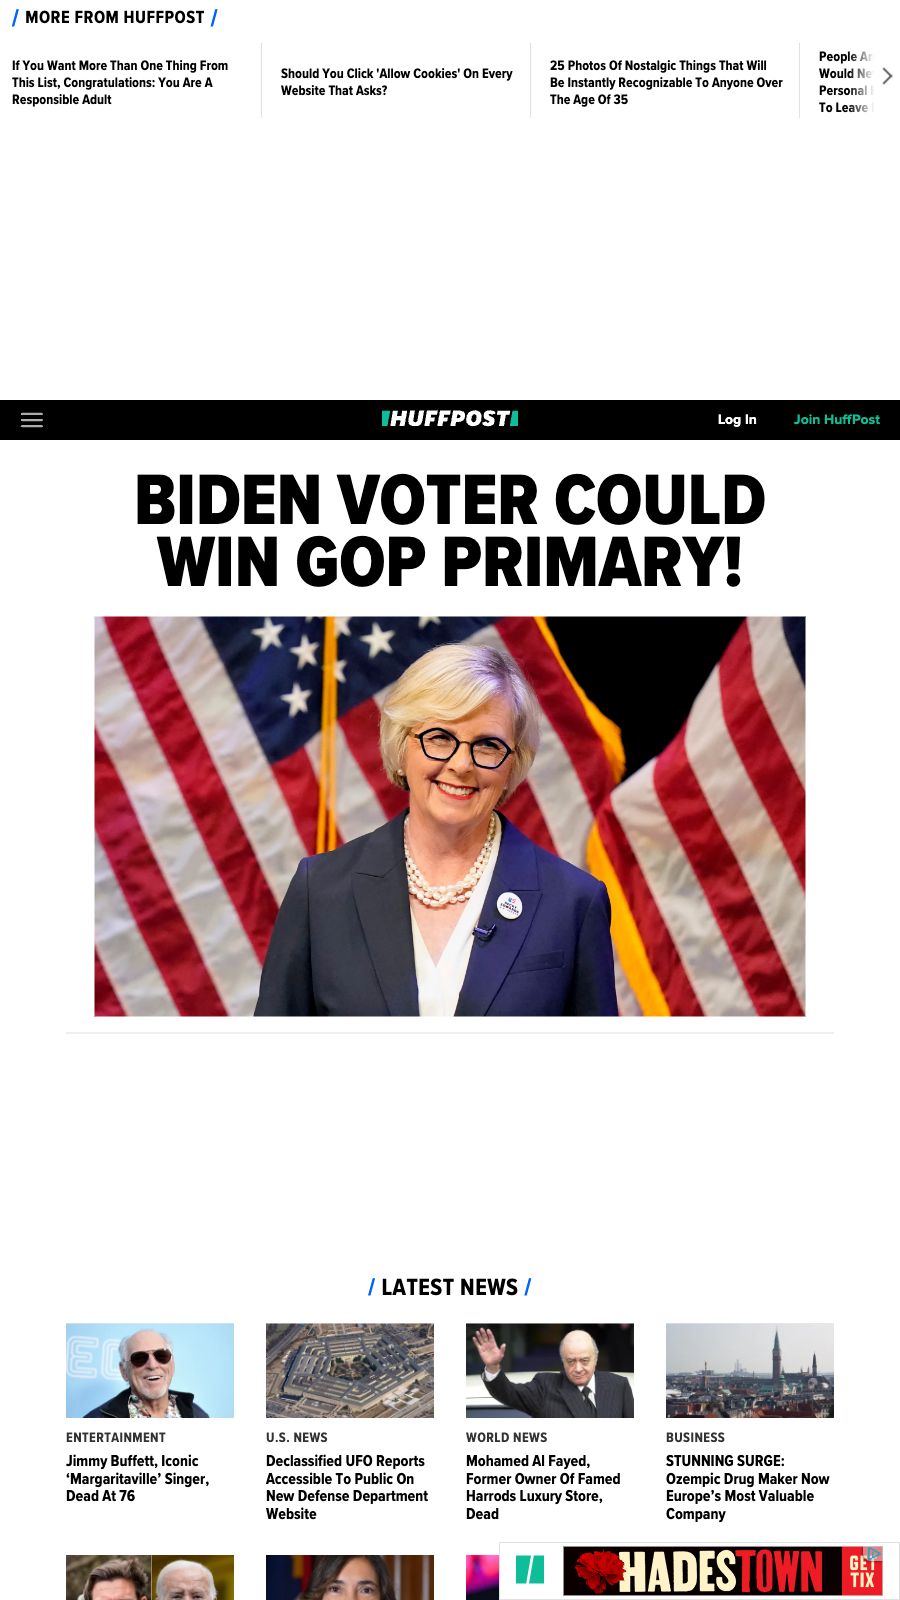 / MORE FROM HUFFPOST /
If You Want More Than One Thing From
This List, Congratulations: You Are A
Responsible Adult
Should You Click 'Allow Cookies' On Every
Website That Asks?
25 Photos Of Nostalgic Things That Will
Be Instantly Recognizable To Anyone Over
The Age Of 35
People
Would
Personal
To Leave
HUFFPOST
Log In
Join HuffPost
BIDEN VOTER COULD
WIN GOP PRIMARY!
/ LATEST NEWS /
ENTERTAINMENT
Jimmy Buffett, Iconic
‘Margaritaville’ Singer,
Dead At 76
U.S. NEWS
Declassified UFO Reports
Accessible To Public On
New Defense Department
Website
WORLD NEWS
Mohamed Al Fayed,
Former Owner Of Famed
Harrods Luxury Store,
Dead
BUSINESS
STUNNING SURGE:
Ozempic Drug Maker Now
Europe’s Most Valuable
Company
HADESTOWN
GET
TIX